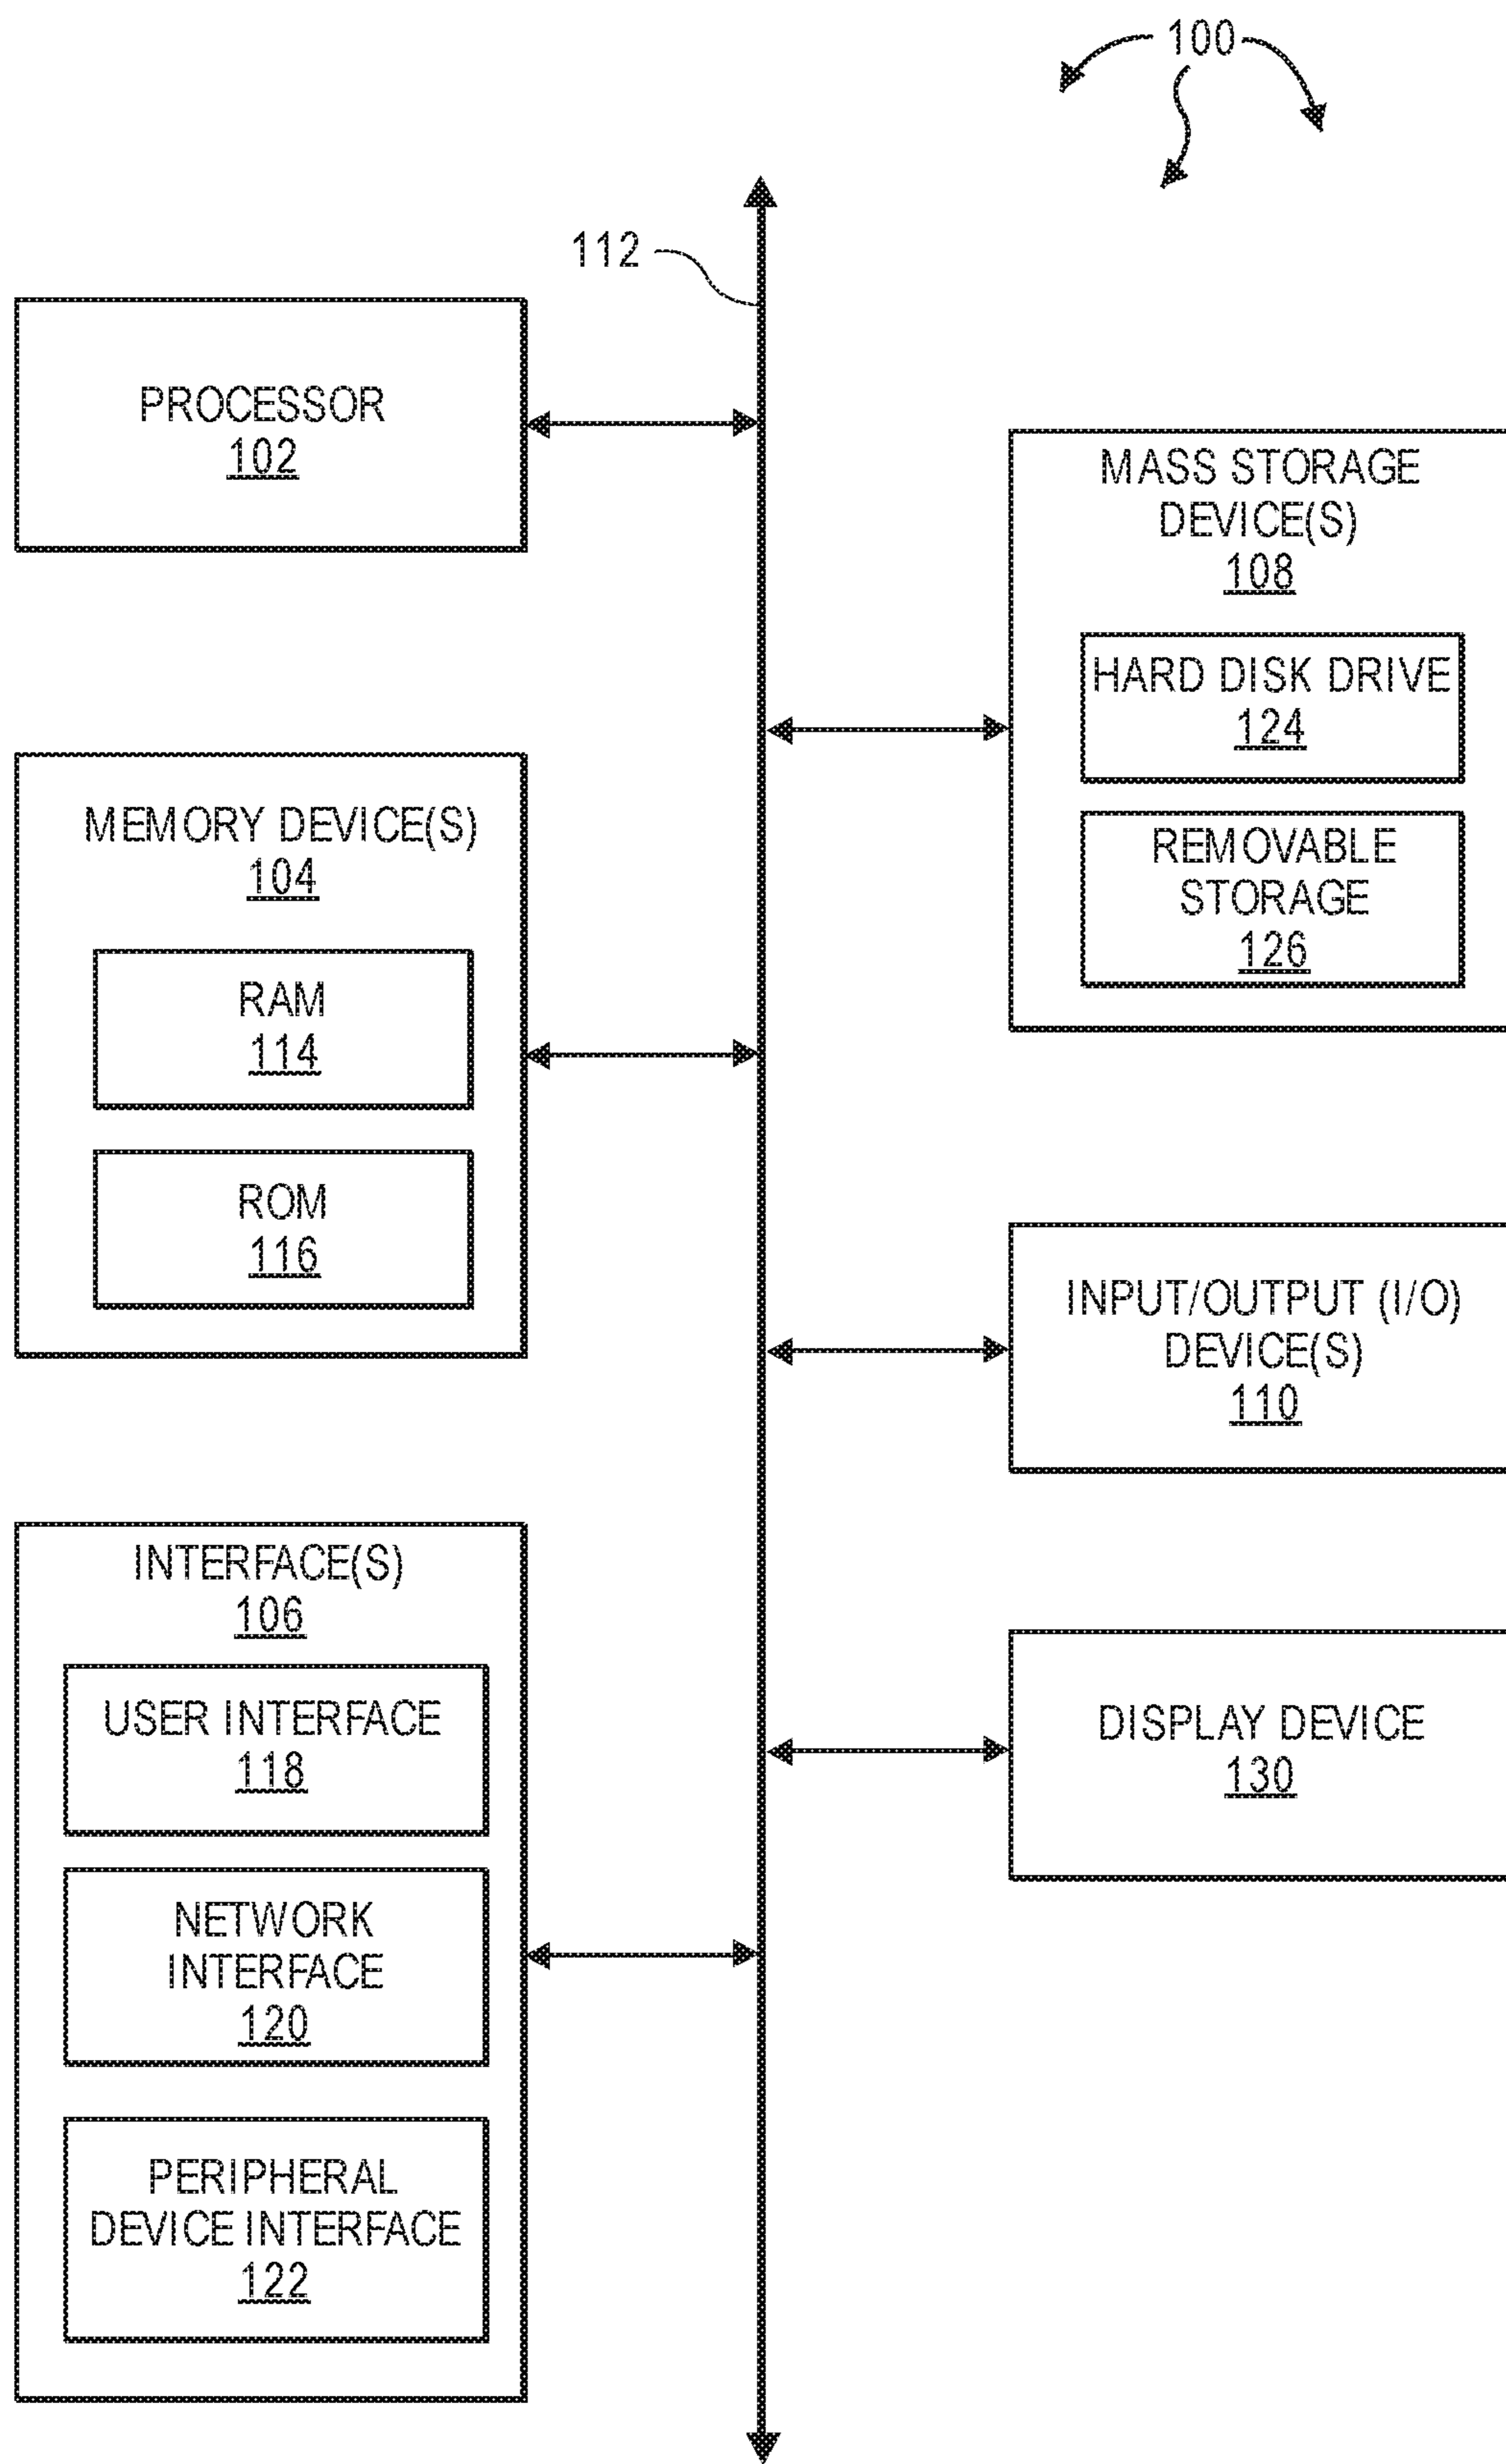 100
112
PROCESSOR
102
MEMORY DEVICE(S)
104
RAM
114
ROM
116
INTERFACE(S)
106
USER INTERFACE
118
NETWORK
INTERFACE
120
PERIPHERAL
DEVICE INTERFACE
122
MASS STORAGE
DEVICE(S)
108
HARD DISK DRIVE
124
REMOVABLE
STORAGE
126
INPUT/OUTPUT (I/O)
DEVICE(S)
110
DISPLAY DEVICE
130